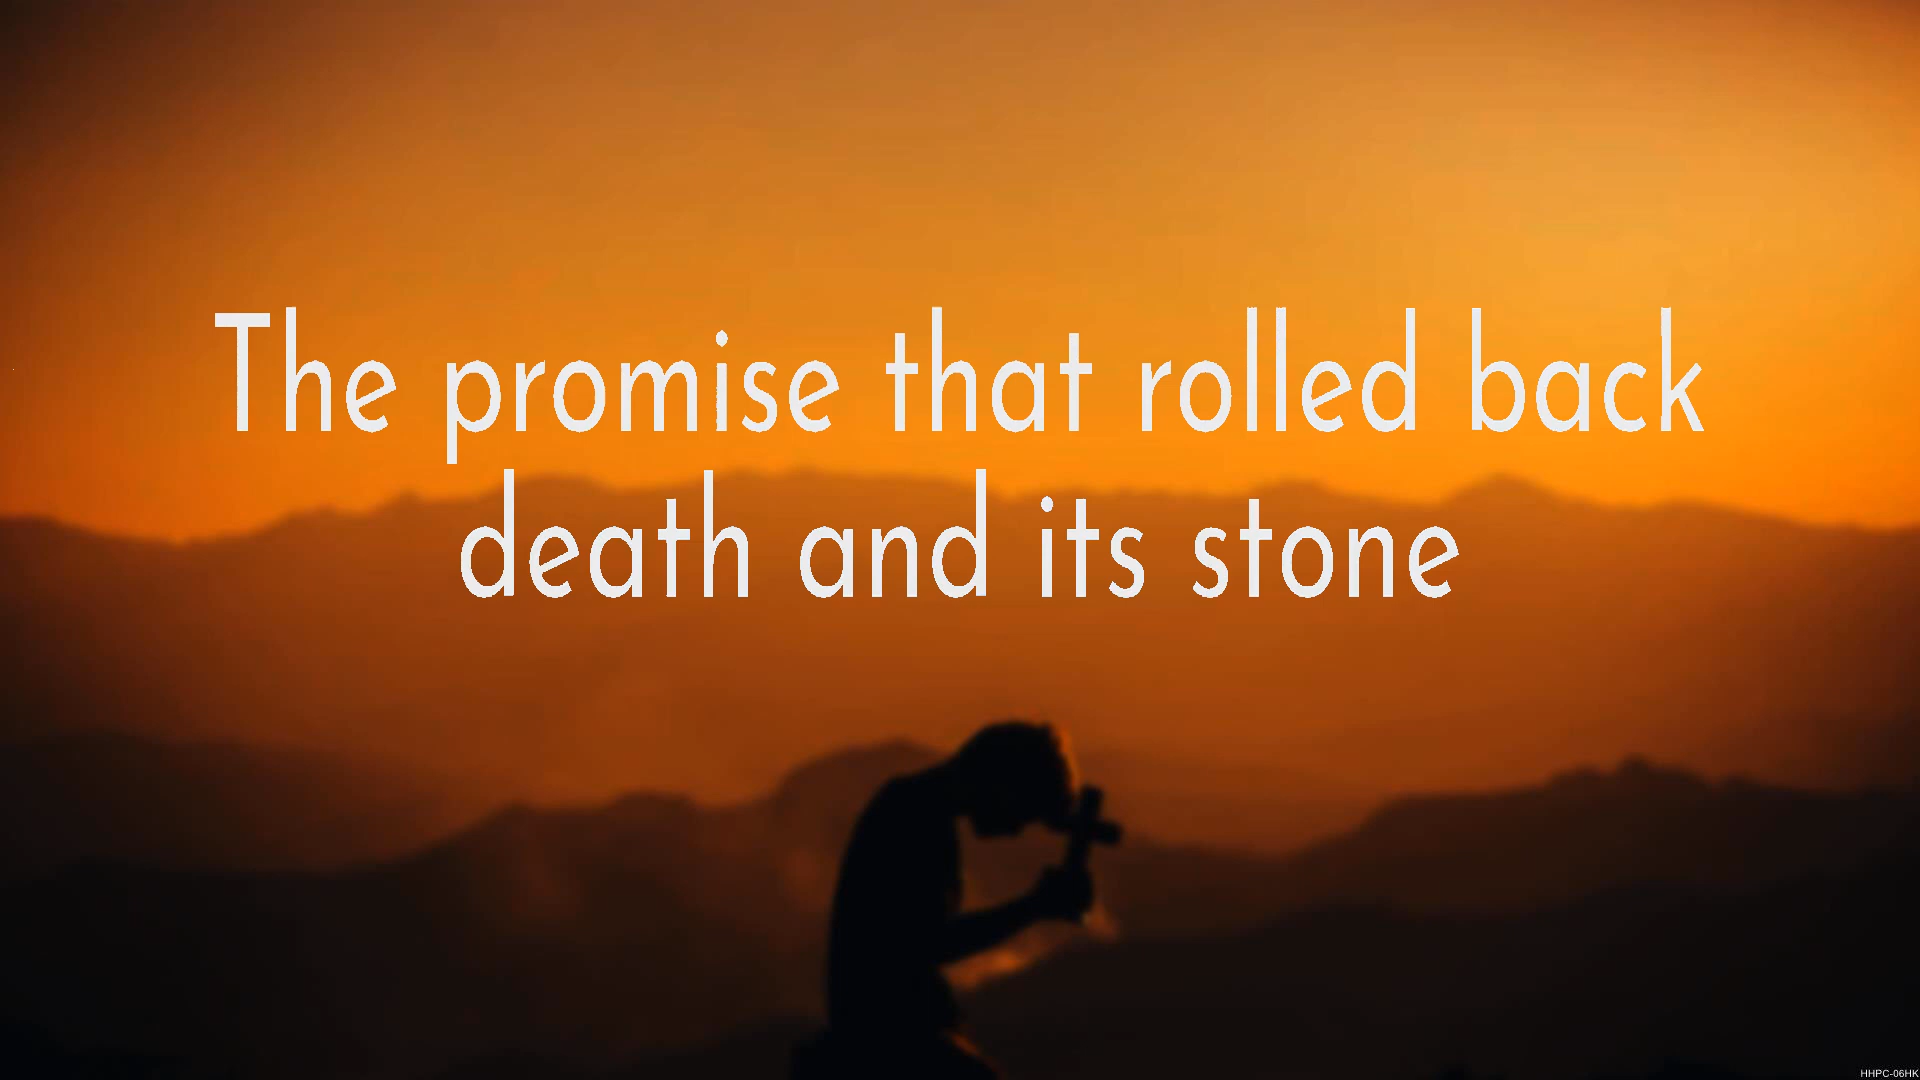 The promise that rolled back
death and its stone
HHPC-06HK